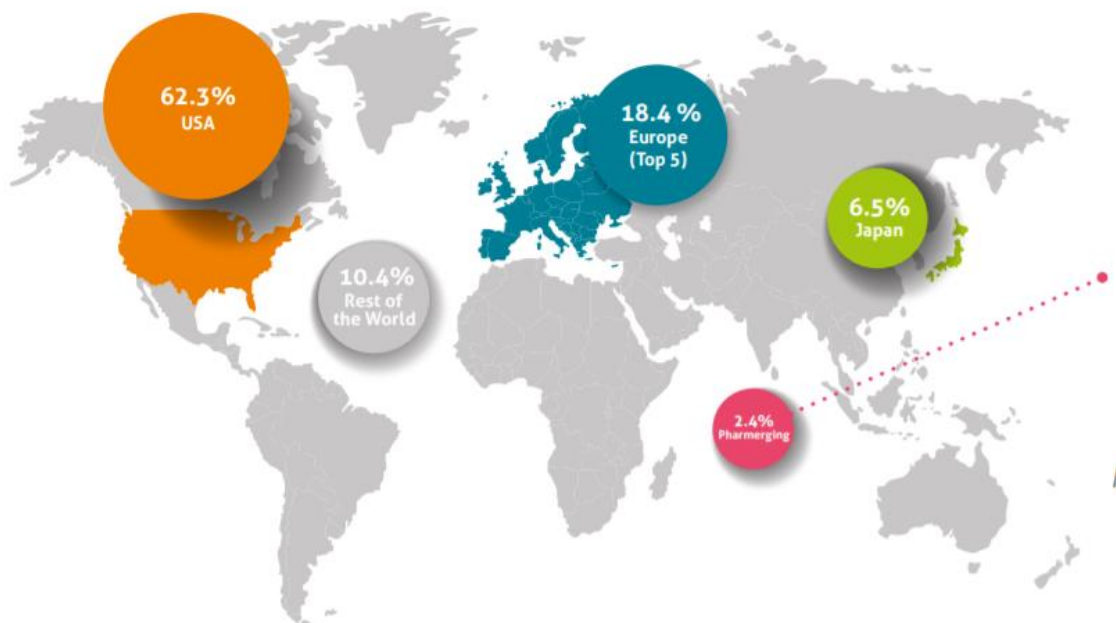 62.3%
USA
18.4 %
Europe
(Top 5)
6.5%
Japan
10.4%
Rest of
the World
2.4%
Pharmerging